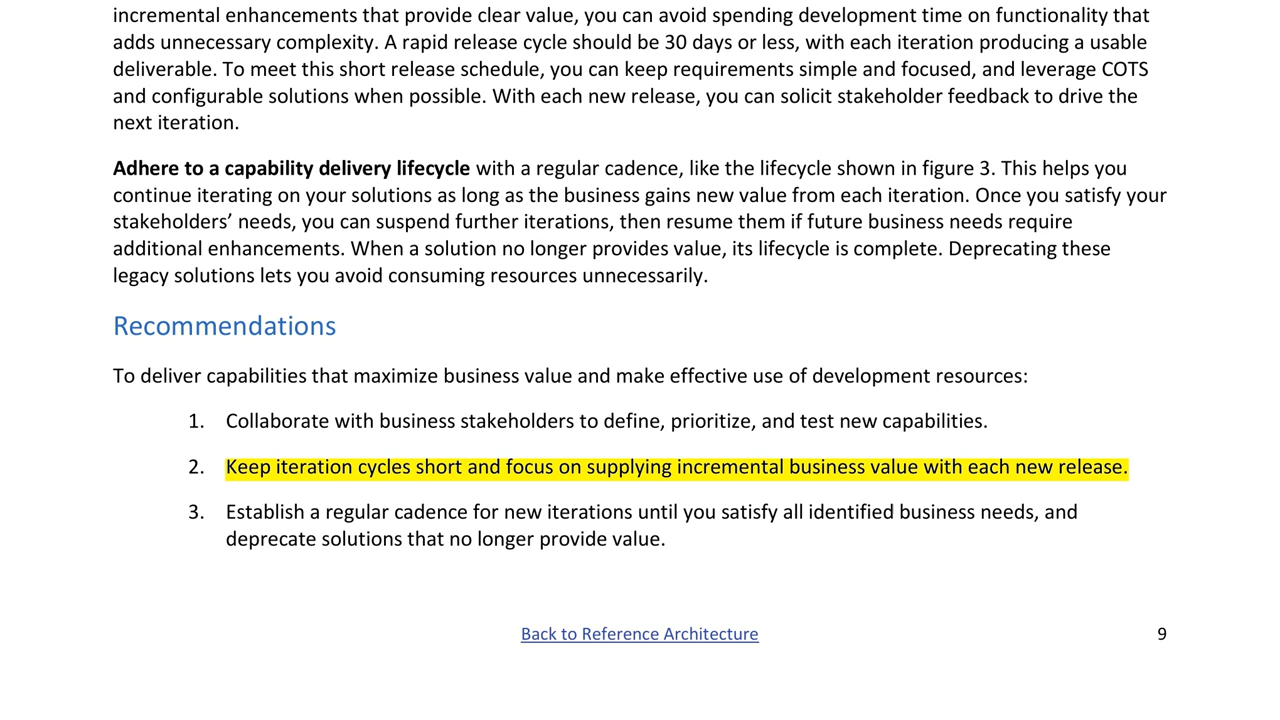 incremental enhancements that provide clear value, you can avoid spending development time on functionality that
adds unnecessary complexity. A rapid release cycle should be 30 days or less, with each iteration producing a usable
deliverable. To meet this short release schedule, you can keep requirements simple and focused, and leverage COTS
and configurable solutions when possible. With each new release, you can solicit stakeholder feedback to drive the
next iteration.
Adhere to a capability delivery lifecycle with a regular cadence, like the lifecycle shown in figure 3. This helps you
continue iterating on your solutions as long as the business gains new value from each iteration. Once you satisfy your
stakeholders’ needs, you can suspend further iterations, then resume them if future business needs require
additional enhancements. When a solution no longer provides value, its lifecycle is complete. Deprecating these
legacy solutions lets you avoid consuming resources unnecessarily.
Recommendations
To deliver capabilities that maximize business value and make effective use of development resources:
1. Collaborate with business stakeholders to define, prioritize, and test new capabilities.
2. Keep iteration cycles short and focus on supplying incremental business value with each new release.
3. Establish a regular cadence for new iterations until you satisfy all identified business needs, and
deprecate solutions that no longer provide value.
Back to Reference Architecture 9